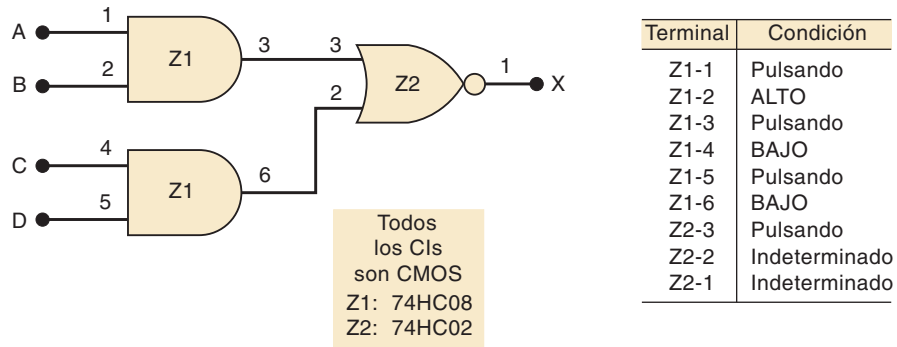 A
1
Z1
B
2
3
3
Z2
2
1
X
C
4
Z1
D
5
6
Todos
los CIs
son CMOS
Z1: 74HC08
Z2: 74HC02
Terminal Condición
Z1-1 Pulsando
Z1-2 ALTO
Z1-3 Pulsando
Z1-4 BAJO
Z1-5 Pulsando
Z1-6 BAJO
Z2-3 Pulsando
Z2-2 Indeterminado
Z2-1 Indeterminado